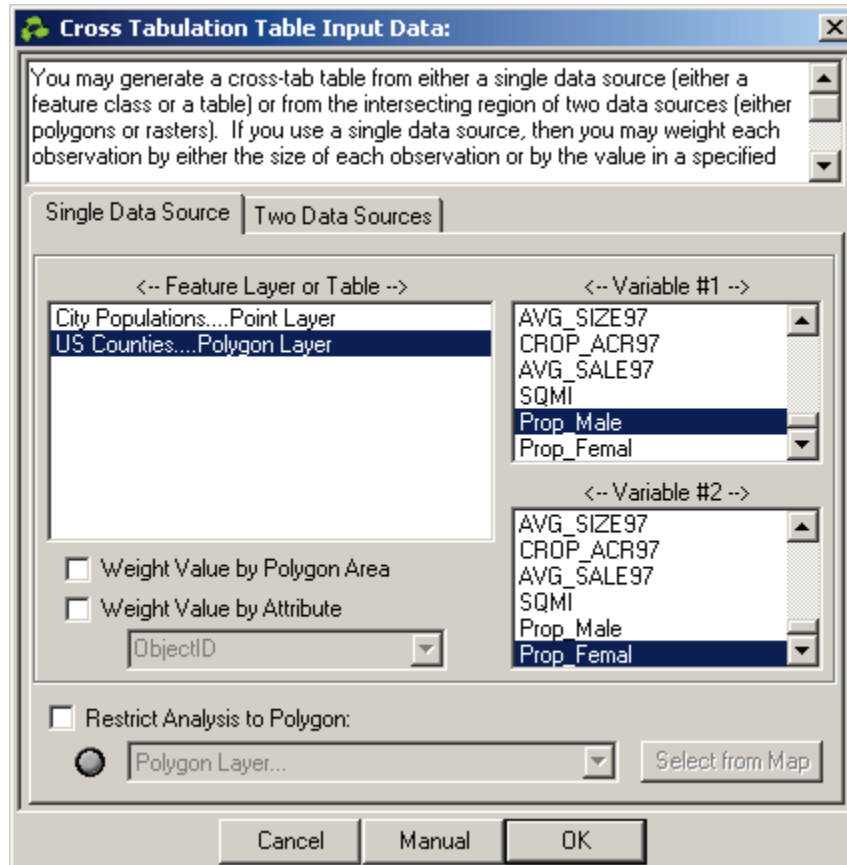 Cross Tabulation Table Input Data:
You may generate a cross-tab table from either a single data source (either a
feature class or a table) or from the intersecting region of two data sources (either
polygons or rasters).  If you use a single data source, then you may weight each
observation by either the size of each observation or by the value in a specified
Single Data Source
Two Data Sources
<-- Feature Layer or Table -->
City Populations....Point Layer
US Counties....Polygon Layer
<-- Variable #1 -->
AVG_SIZE97
CROP_ACR97
AVG_SALE97
SQMI
Prop_Male
Prop_Femal
<-- Variable #2 -->
AVG_SIZE97
CROP_ACR97
AVG_SALE97
SQMI
Prop_Male
Prop_Femal
Weight Value by Polygon Area
Weight Value by Attribute
ObjectID
Restrict Analysis to Polygon:
Polygon Layer...
Select from Map
Cancel
Manual
OK